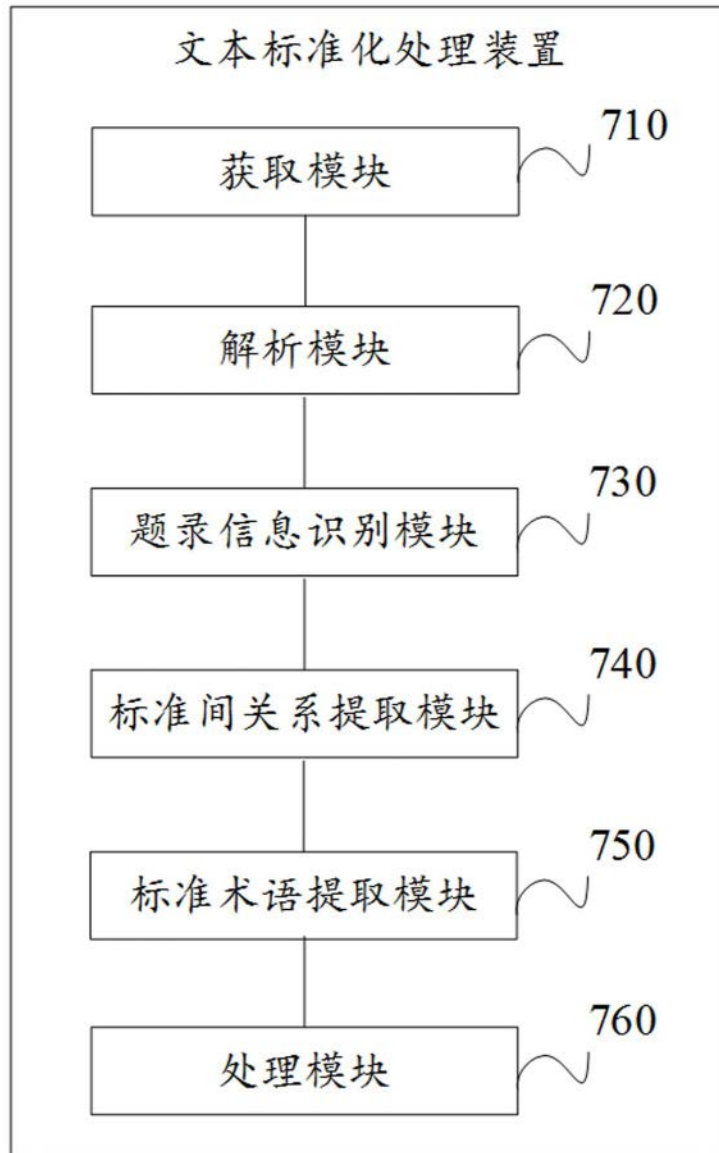 文本标准化处理装置
710
获取模块
720
解析模块
730
题录信息识别模块
740
标准间关系提取模块
750
标准术语提取模块
760
处理模块